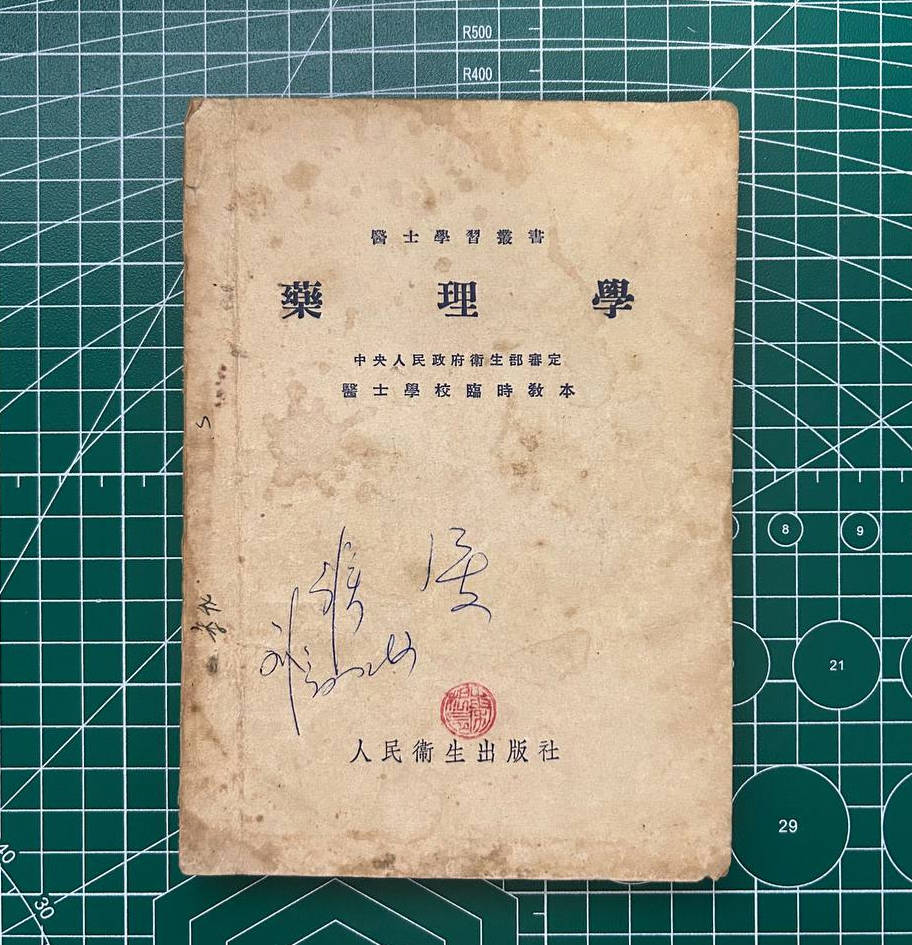 R500
R400
醫士學習叢書
藥理學
中央人民政府衛生部審定
醫士學校臨時教本
8
9
21
人民衛生出版社
29
40
30